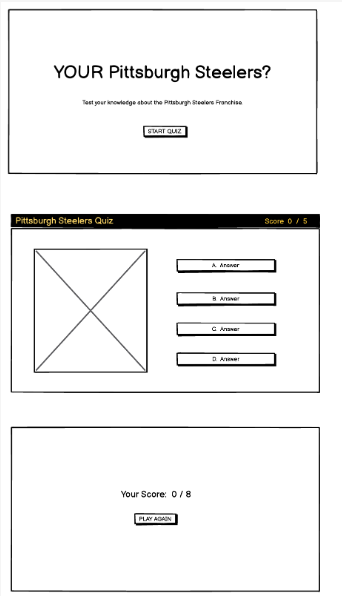 YOUR Pittsburgh Steelers?
Test your knowledge about the Pittsburgh Steelers Franchise
START QUIZ
Pittsburgh Steelers Quiz
Score 0 / 5
A. Answer
B. Answer
C. Answer
D. Answer
Your Score: 0 / 8
PLAY AGAIN